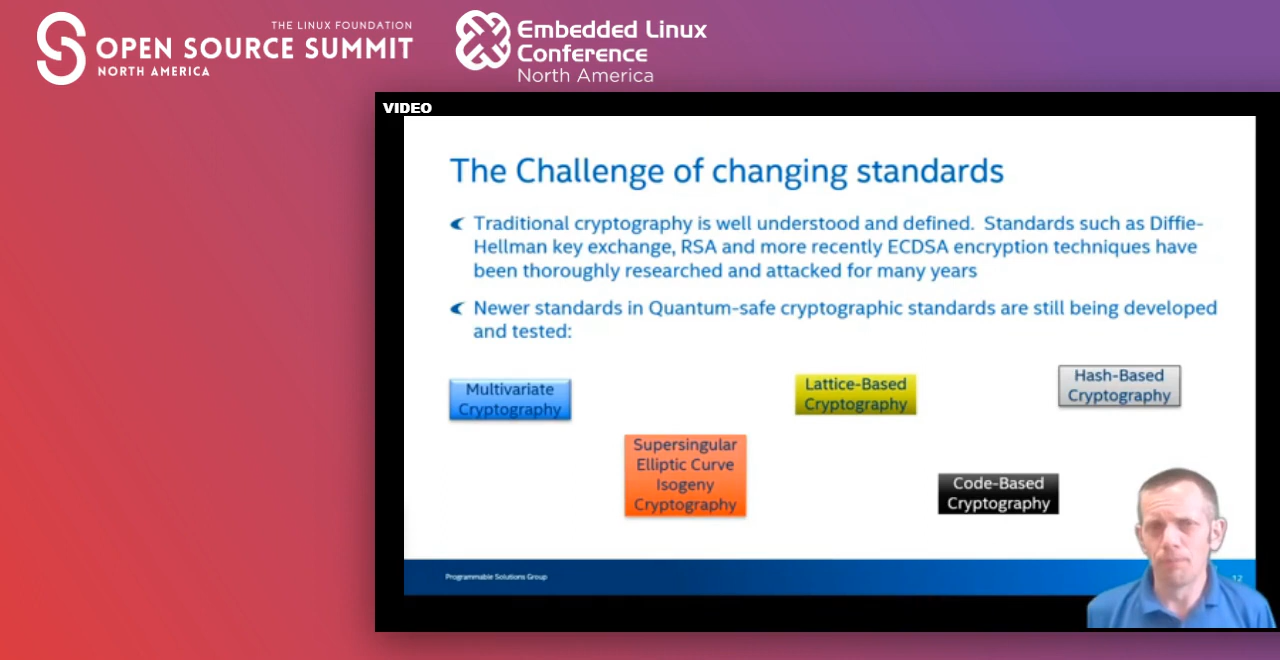 THE LINUX FOUNDATION
OPEN SOURCE SUMMIT
NORTH AMERICA
Embedded Linux
Conference
North America
VIDEO
The Challenge of changing standards
Traditional cryptography is well understood and defined. Standards such as Diffie-
Hellman key exchange, RSA and more recently ECDSA encryption techniques have
been thoroughly researched and attacked for many years
Newer standards in Quantum-safe cryptographic standards are still being developed
and tested:
Multivariate
Cryptography
Lattice-Based
Cryptography
Hash-Based
Cryptography
Supersingular
Elliptic Curve
Isogeny
Cryptography
Code-Based
Cryptography
Programmable Solutions Group
12